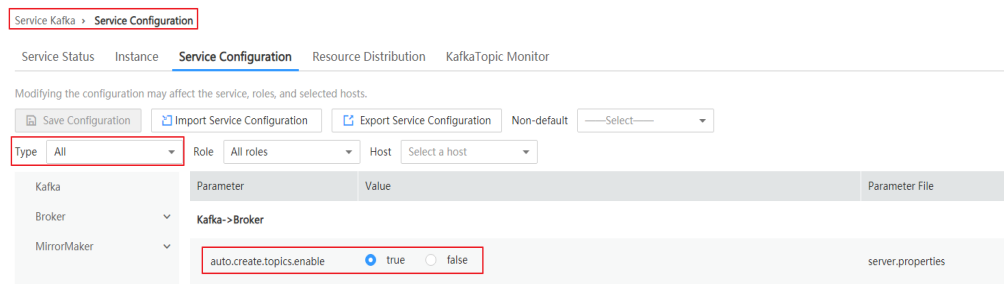 Service Kafka > Service Configuration
Service Status Instance Service Configuration Resource Distribution KafkaTopic Monitor
Modifying the configuration may affect the service, roles, and selected hosts.
Save Configuration Import Service Configuration Export Service Configuration Non-default ——Select——
Type All Role All roles Host Select a host
Kafka Parameter Value Parameter File
Broker Kafka->Broker
MirrorMaker
auto.create.topics.enable true false server.properties